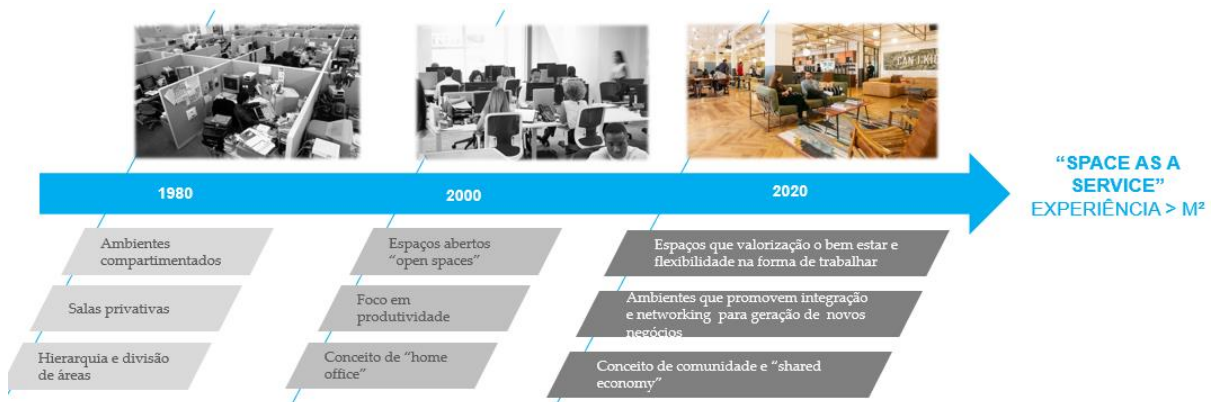 1980
2000
2020
"SPACE AS A
SERVICE"
EXPERIÊNCIA > M²
Ambientes
compartimentados
Salas privativas
Hierarquia e divisão
de áreas
Espaços abertos
"open spaces"
Foco em
produtividade
Conceito de "home
office"
Espaços que valorização o bem estar e
flexibilidade na forma de trabalhar
Ambientes que promovem integração
e networking para geração de novos
negócios
Conceito de comunidade e "shared
economy"